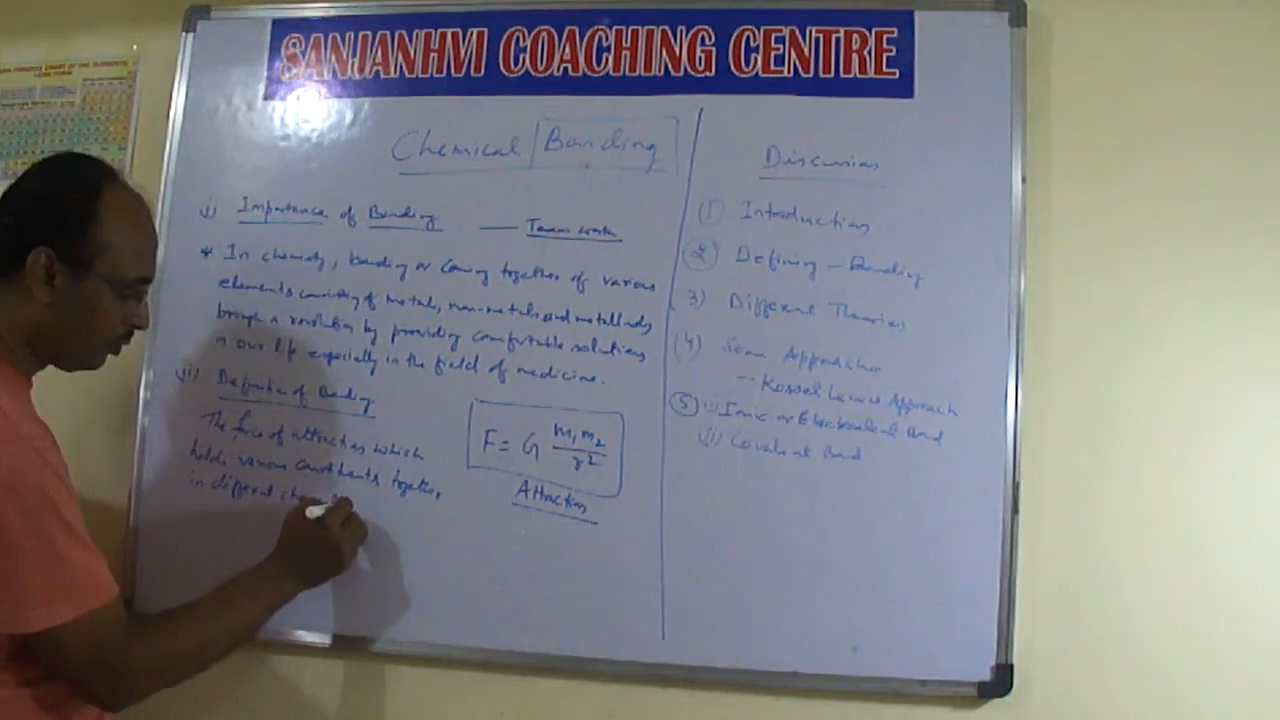 SANJANHVI COACHING CENTRE
Chemical Bonding
i) Importance of Bonding — Team work
* In chemistry, bonding or coming together of various
elements consisting of metals, non-metals and metalloids
brought a revolution by providing comfortable solutions
in our life especially in the field of medicine.
ii) Definition of Bonding
The force of attraction which
holds various constituents together
in different
F = G m1 m2 / r2
Attraction
Discussion
(1) Introduction
(2) Defining - Bonding
3) Different Theories
(4) Some Approaches
- Kossel Lewis Approach
(5) i) Ionic or Electrovalent Bond
ii) Covalent Bond